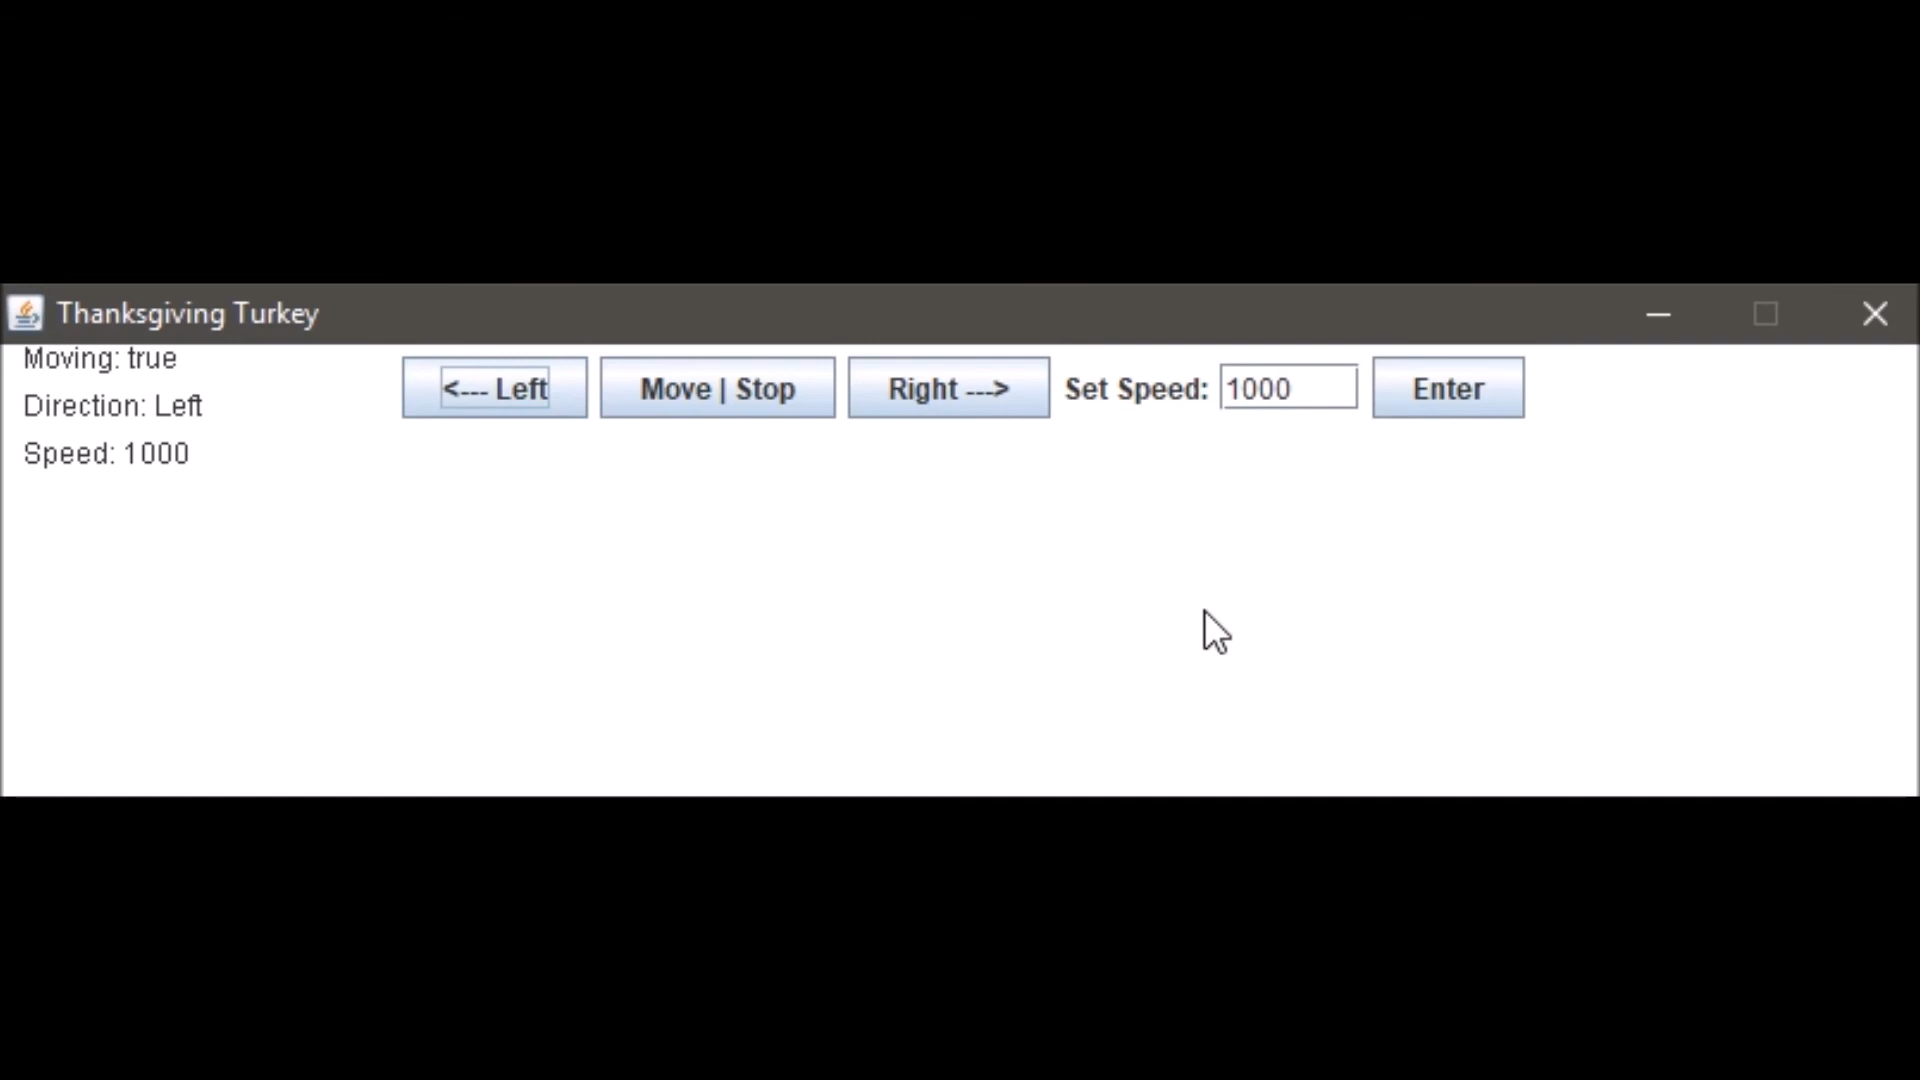 Thanksgiving Turkey
Moving: true
Direction: Left
Speed: 1000
<--- Left
Move | Stop
Right --->
Set Speed: 1000
Enter